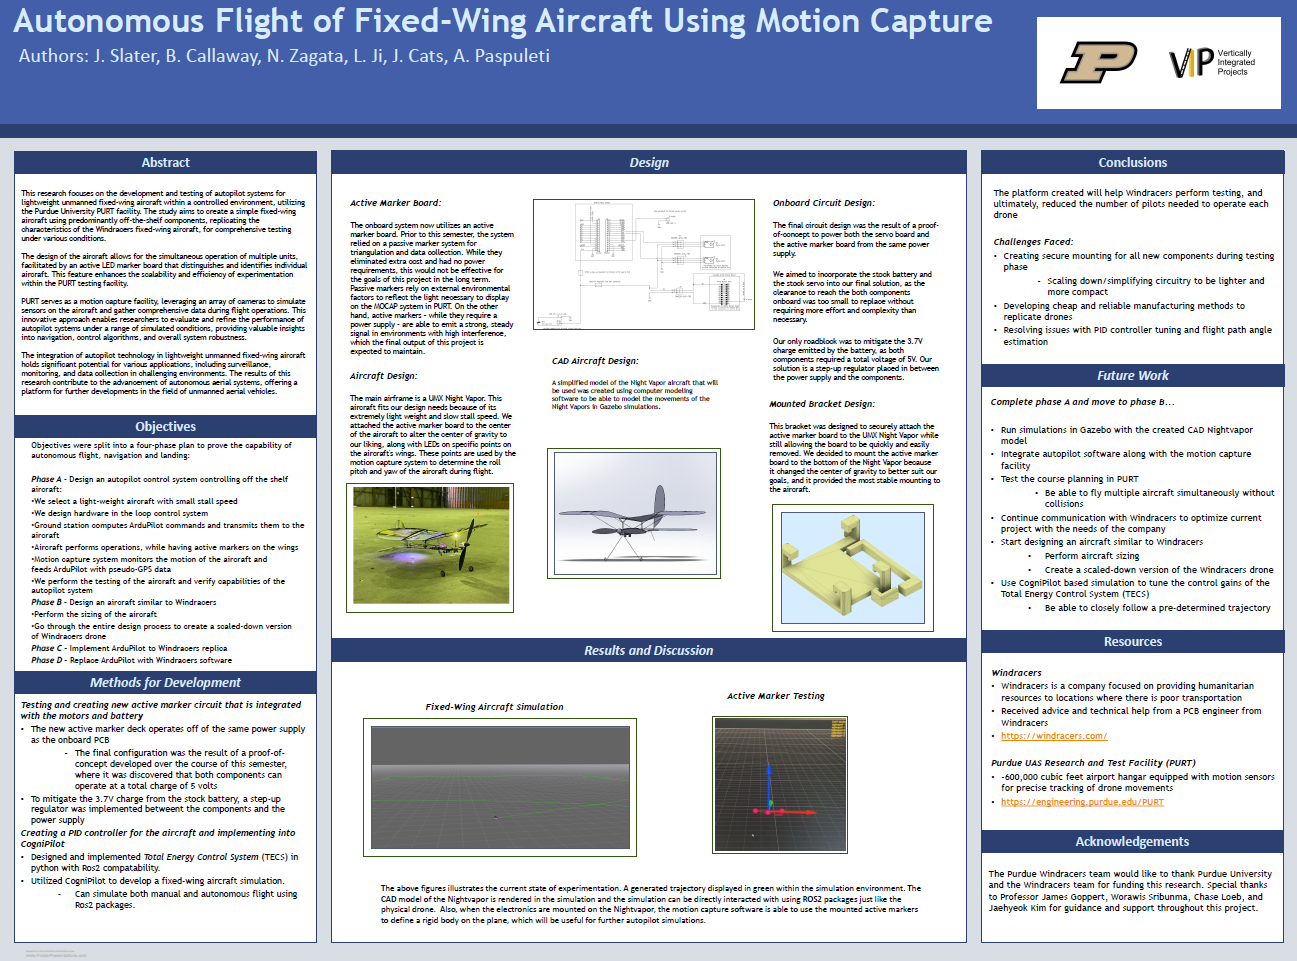 Autonomous Flight of Fixed-Wing Aircraft Using Motion Capture
Authors: J. Slater, B. Callaway, N. Zagata, L. Ji, J. Cats, A. Paspuleti
VIP
Vertically
Integrated
Projects
Abstract
This research focuses on the development and testing of autopilot systems for
lightweight unmanned fixed-wing aircraft within a controlled environment, utilizing
the Purdue University PURT facility. The study aims to create a simple fixed-wing
aircraft using predominantly off-the-shelf components, replicating the
characteristics of the Windracers fixed-wing aircraft, for comprehensive testing
under various conditions.
The design of the aircraft allows for the simultaneous operation of multiple units,
facilitated by an active LED marker board that distinguishes and identifies individual
aircraft. This feature enhances the scalability and efficiency of experimentation
within the PURT testing facility.
PURT serves as a motion capture facility, leveraging an array of cameras to simulate
sensors on the aircraft and gather comprehensive data during flight operations. This
innovative approach enables researchers to evaluate and refine the performance of
autopilot systems under a range of simulated conditions, providing valuable insights
into navigation, control algorithms, and overall system robustness.
The integration of autopilot technology in lightweight unmanned fixed-wing aircraft
holds significant potential for various applications, including surveillance,
monitoring, and data collection in challenging environments. The results of this
research contribute to the advancement of autonomous aerial systems, offering a
platform for further developments in the field of unmanned aerial vehicles.
Objectives
Objectives were split into a four-phase plan to prove the capability of
autonomous flight, navigation and landing:
Phase A - Design an autopilot control system controlling off the shelf
aircraft:
•We select a light-weight aircraft with small stall speed
•We design hardware in the loop control system
•Ground station computes ArduPilot commands and transmits them to the
aircraft
•Aircraft performs operations, while having active markers on the wings
•Motion capture system monitors the motion of the aircraft and
feeds ArduPilot with pseudo-GPS data
•We perform the testing of the aircraft and verify capabilities of the
autopilot system
Phase B - Design an aircraft similar to Windracers
•Perform the sizing of the aircraft
•Go through the entire design process to create a scaled-down version
of Windracers drone
Phase C - Implement ArduPilot to Windracers replica
Phase D - Replace ArduPilot with Windracers software
Methods for Development
Testing and creating new active marker circuit that is integrated
with the motors and battery
• The new active marker deck operates off of the same power supply
as the onboard PCB
- The final configuration was the result of a proof-of-
concept developed over the course of this semester,
where it was discovered that both components can
operate at a total charge of 5 volts
• To mitigate the 3.7V charge from the stock battery, a step-up
regulator was implemented betweent the components and the
power supply
Creating a PID controller for the aircraft and implementing into
CogniPilot
• Designed and implemented Total Energy Control System (TECS) in
python with Ros2 compatability.
• Utilized CogniPilot to develop a fixed-wing aircraft simulation.
- Can simulate both manual and autonomous flight using
Ros2 packages.
Design
Active Marker Board:
The onboard system now utilizes an active
marker board. Prior to this semester, the system
relied on a passive marker system for
triangulation and data collection. While they
eliminated extra cost and had no power
requirements, this would not be effective for
the goals of this project in the long term.
Passive markers rely on external environmental
factors to reflect the light necessary to display
on the MOCAP system in PURT. On the other
hand, active markers - while they require a
power supply - are able to emit a strong, steady
signal in environments with high interference,
which the final output of this project is
expected to maintain.
Aircraft Design:
The main airframe is a UMX Night Vapor. This
aircraft fits our design needs because of its
extremely light weight and slow stall speed. We
attached the active marker board to the center
of the aircraft to alter the center of gravity to
our liking, along with LEDs on specific points on
the aircraft's wings. These points are used by the
motion capture system to determine the roll
pitch and yaw of the aircraft during flight.
CAD Aircraft Design:
A simplified model of the Night Vapor aircraft that will
be used was created using computer modeling
software to be able to model the movements of the
Night Vapors in Gazebo simulations.
Onboard Circuit Design:
The final circuit design was the result of a proof-
of-concept to power both the servo board and
the active marker board from the same power
supply.
We aimed to incorporate the stock battery and
the stock servo into our final solution, as the
clearance to reach the both components
onboard was too small to replace without
requiring more effort and complexity than
necessary.
Our only roadblock was to mitigate the 3.7V
charge emitted by the battery, as both
components required a total voltage of 5V. Our
solution is a step-up regulator placed in between
the power supply and the components.
Mounted Bracket Design:
This bracket was designed to securely attach the
active marker board to the UMX Night Vapor while
still allowing the board to be quickly and easily
removed. We decided to mount the active marker
board to the bottom of the Night Vapor because
it changed the center of gravity to better suit our
goals, and it provided the most stable mounting to
the aircraft.
Results and Discussion
Fixed-Wing Aircraft Simulation
Active Marker Testing
The above figures illustrates the current state of experimentation. A generated trajectory displayed in green within the simulation environment. The
CAD model of the Nightvapor is rendered in the simulation and the simulation can be directly interacted with using ROS2 packages just like the
physical drone. Also, when the electronics are mounted on the Nightvapor, the motion capture software is able to use the mounted active markers
to define a rigid body on the plane, which will be useful for further autopilot simulations.
Conclusions
The platform created will help Windracers perform testing, and
ultimately, reduced the number of pilots needed to operate each
drone
Challenges Faced:
• Creating secure mounting for all new components during testing
phase
- Scaling down/simplifying circuitry to be lighter and
more compact
• Developing cheap and reliable manufacturing methods to
replicate drones
• Resolving issues with PID controller tuning and flight path angle
estimation
Future Work
Complete phase A and move to phase B...
• Run simulations in Gazebo with the created CAD Nightvapor
model
• Integrate autopilot software along with the motion capture
facility
• Test the course planning in PURT
• Be able to fly multiple aircraft simultaneously without
collisions
• Continue communication with Windracers to optimize current
project with the needs of the company
• Start designing an aircraft similar to Windracers
• Perform aircraft sizing
• Create a scaled-down version of the Windracers drone
• Use CogniPilot based simulation to tune the control gains of the
Total Energy Control System (TECS)
• Be able to closely follow a pre-determined trajectory
Resources
Windracers
• Windracers is a company focused on providing humanitarian
resources to locations where there is poor transportation
• Received advice and technical help from a PCB engineer from
Windracers
• https://windracers.com/
Purdue UAS Research and Test Facility (PURT)
• -600,000 cubic feet airport hangar equipped with motion sensors
for precise tracking of drone movements
• https://engineering.purdue.edu/PURT
Acknowledgements
The Purdue Windracers team would like to thank Purdue University
and the Windracers team for funding this research. Special thanks
to Professor James Goppert, Worawis Sribunma, Chase Loeb, and
Jaehyeok Kim for guidance and support throughout this project.